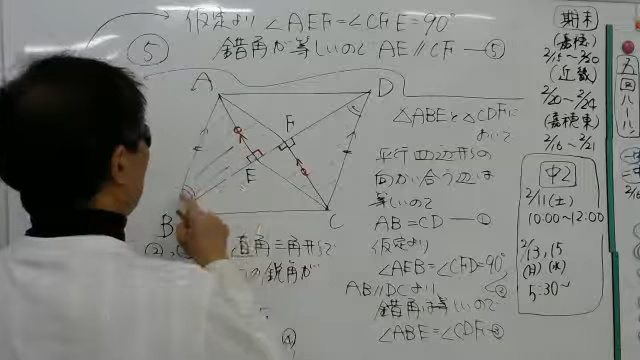 仮定より ∠AEF=∠CFE=90°
⑤ 錯角が等しいので AE∥CF ─⑤
A
D
F
E
B
C
△ABEと△CDFに
おいて
平行四辺形の
向かい合う辺は
等しいので
AB=CD ─①
仮定より
∠AEB=∠CFD=90°
②
AB∥DCより
錯角は等しいので
∠ABE=∠CDF
直角三角形で
の鋭角が
④
期末
2/15~2/20
(近畿)
2/20~2/24
2/16~2/21
中2
2/11(土)
10:00~12:00
2/13,15
(月)(水)
5:30~